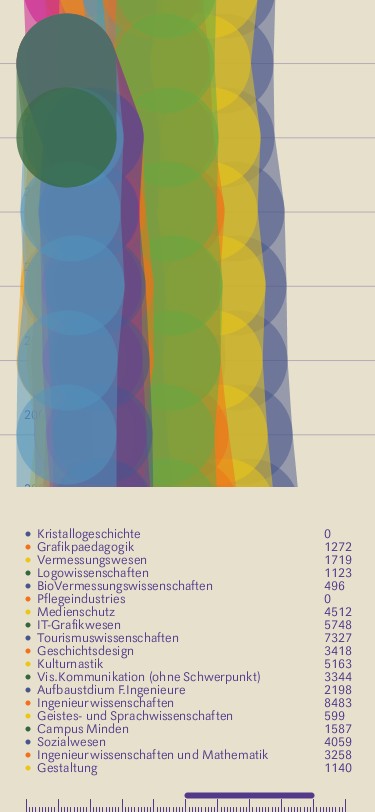 20
Kristallogeschichte 0
Grafikpaedagogik 1272
Vermessungswesen 1719
Logowissenschaften 1123
BioVermessungswissenschaften 496
Pflegeindustries 0
Medienschutz 4512
IT-Grafikwesen 5748
Tourismuswissenschaften 7327
Geschichtsdesign 3418
Kulturnastik 5163
Vis.Kommunikation (ohne Schwerpunkt) 3344
Aufbaustdium F.Ingenieure 2198
Ingenieurwissenschaften 8483
Geistes- und Sprachwissenschaften 599
Campus Minden 1587
Sozialwesen 4059
Ingenieurwissenschaften und Mathematik 3258
Gestaltung 1140